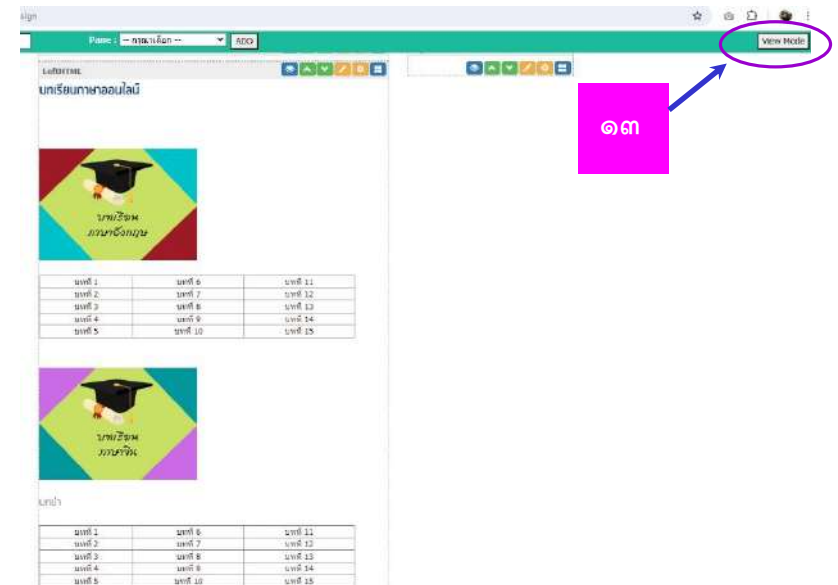 sign
Pane : -- กรุณาเลือก -- ADD View Mode
LeftHTML
บทเรียนภาษาออนไลน์
๑๓
บทเรียน
ภาษาอังกฤษ
บทที่ 1 บทที่ 6 บทที่ 11
บทที่ 2 บทที่ 7 บทที่ 12
บทที่ 3 บทที่ 8 บทที่ 13
บทที่ 4 บทที่ 9 บทที่ 14
บทที่ 5 บทที่ 10 บทที่ 15
บทเรียน
ภาษาจีน
บทที่ 1 บทที่ 6 บทที่ 11
บทที่ 2 บทที่ 7 บทที่ 12
บทที่ 3 บทที่ 8 บทที่ 13
บทที่ 4 บทที่ 9 บทที่ 14
บทที่ 5 บทที่ 10 บทที่ 15